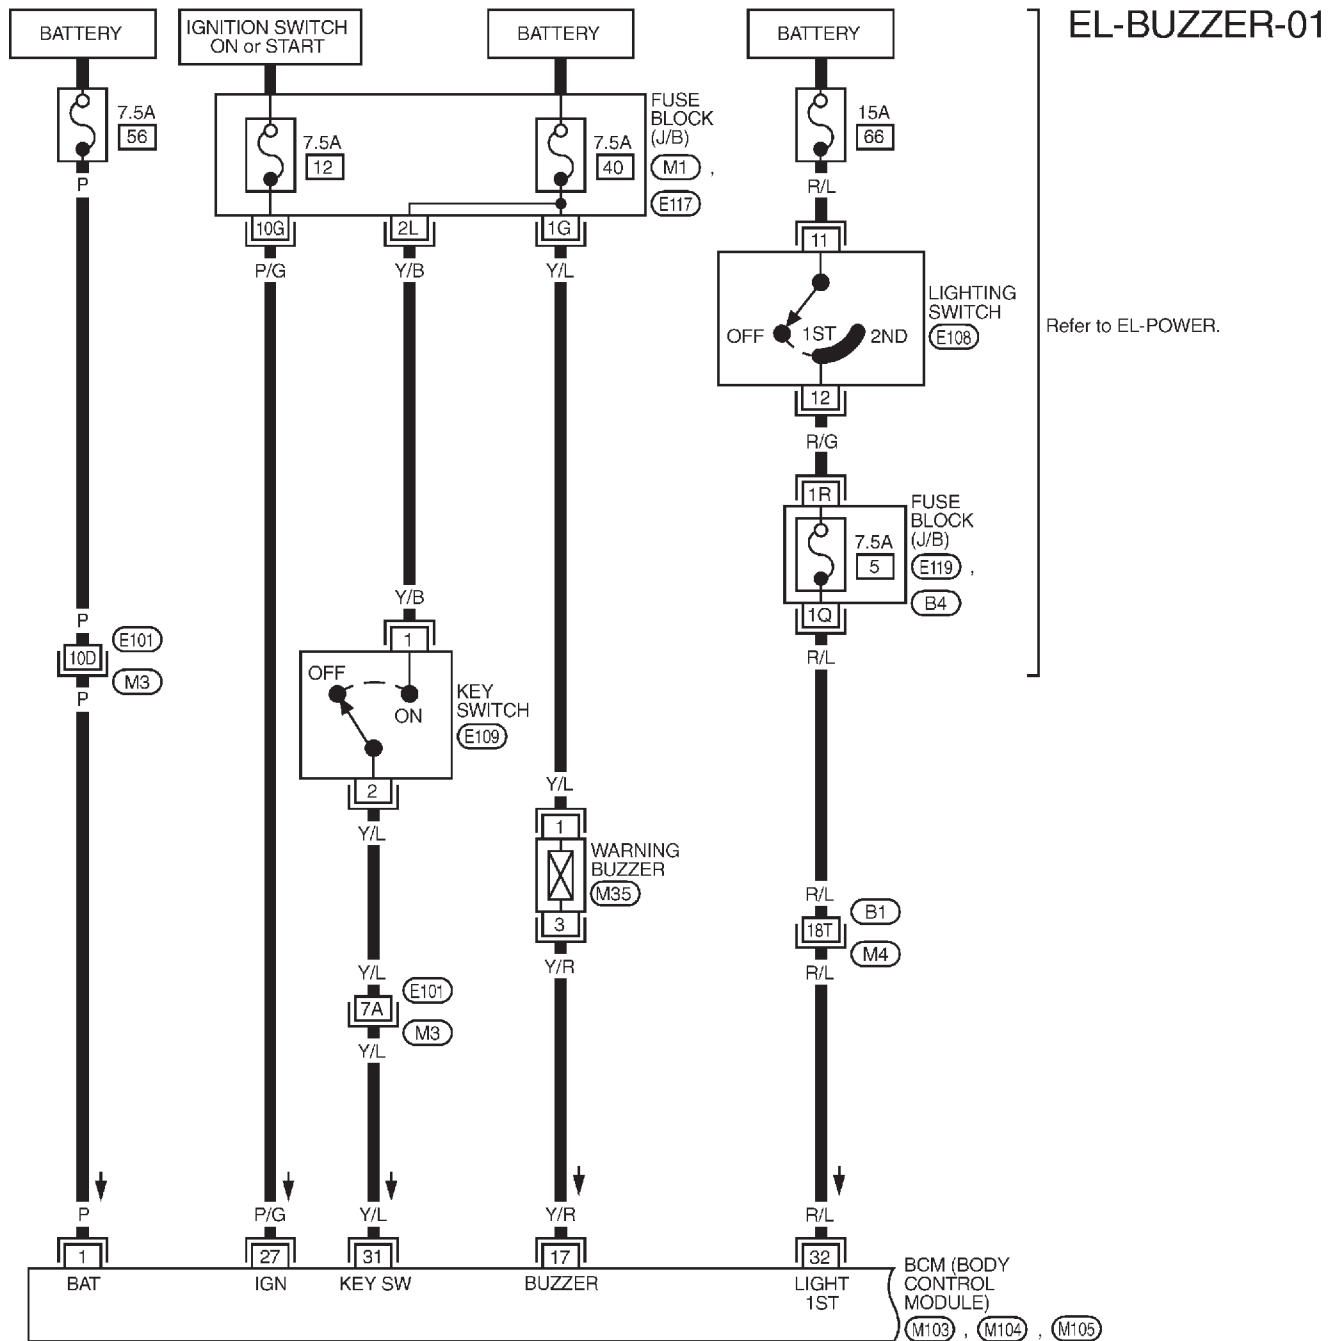 EL-BUZZER-01
BATTERY
IGNITION SWITCH
ON or START
BATTERY
BATTERY
7.5A
56
P
7.5A
12
7.5A
40
FUSE
BLOCK
(J/B)
M1 ,
E117
15A
66
R/L
10G
2L
1G
P/G
Y/B
Y/L
11
LIGHTING
SWITCH
E108
OFF
1ST
2ND
Refer to EL-POWER.
12
R/G
1R
7.5A
5
FUSE
BLOCK
(J/B)
E119 ,
B4
1Q
R/L
Y/B
1
P
10D
E101
M3
P
OFF
ON
KEY
SWITCH
E109
2
Y/L
Y/L
1
WARNING
BUZZER
M35
3
Y/R
R/L
18T
B1
M4
R/L
Y/L
7A
E101
M3
Y/L
P
P/G
Y/L
Y/R
R/L
1
27
31
17
32
BAT
IGN
KEY SW
BUZZER
LIGHT
1ST
BCM (BODY
CONTROL
MODULE)
M103 , M104 , M105